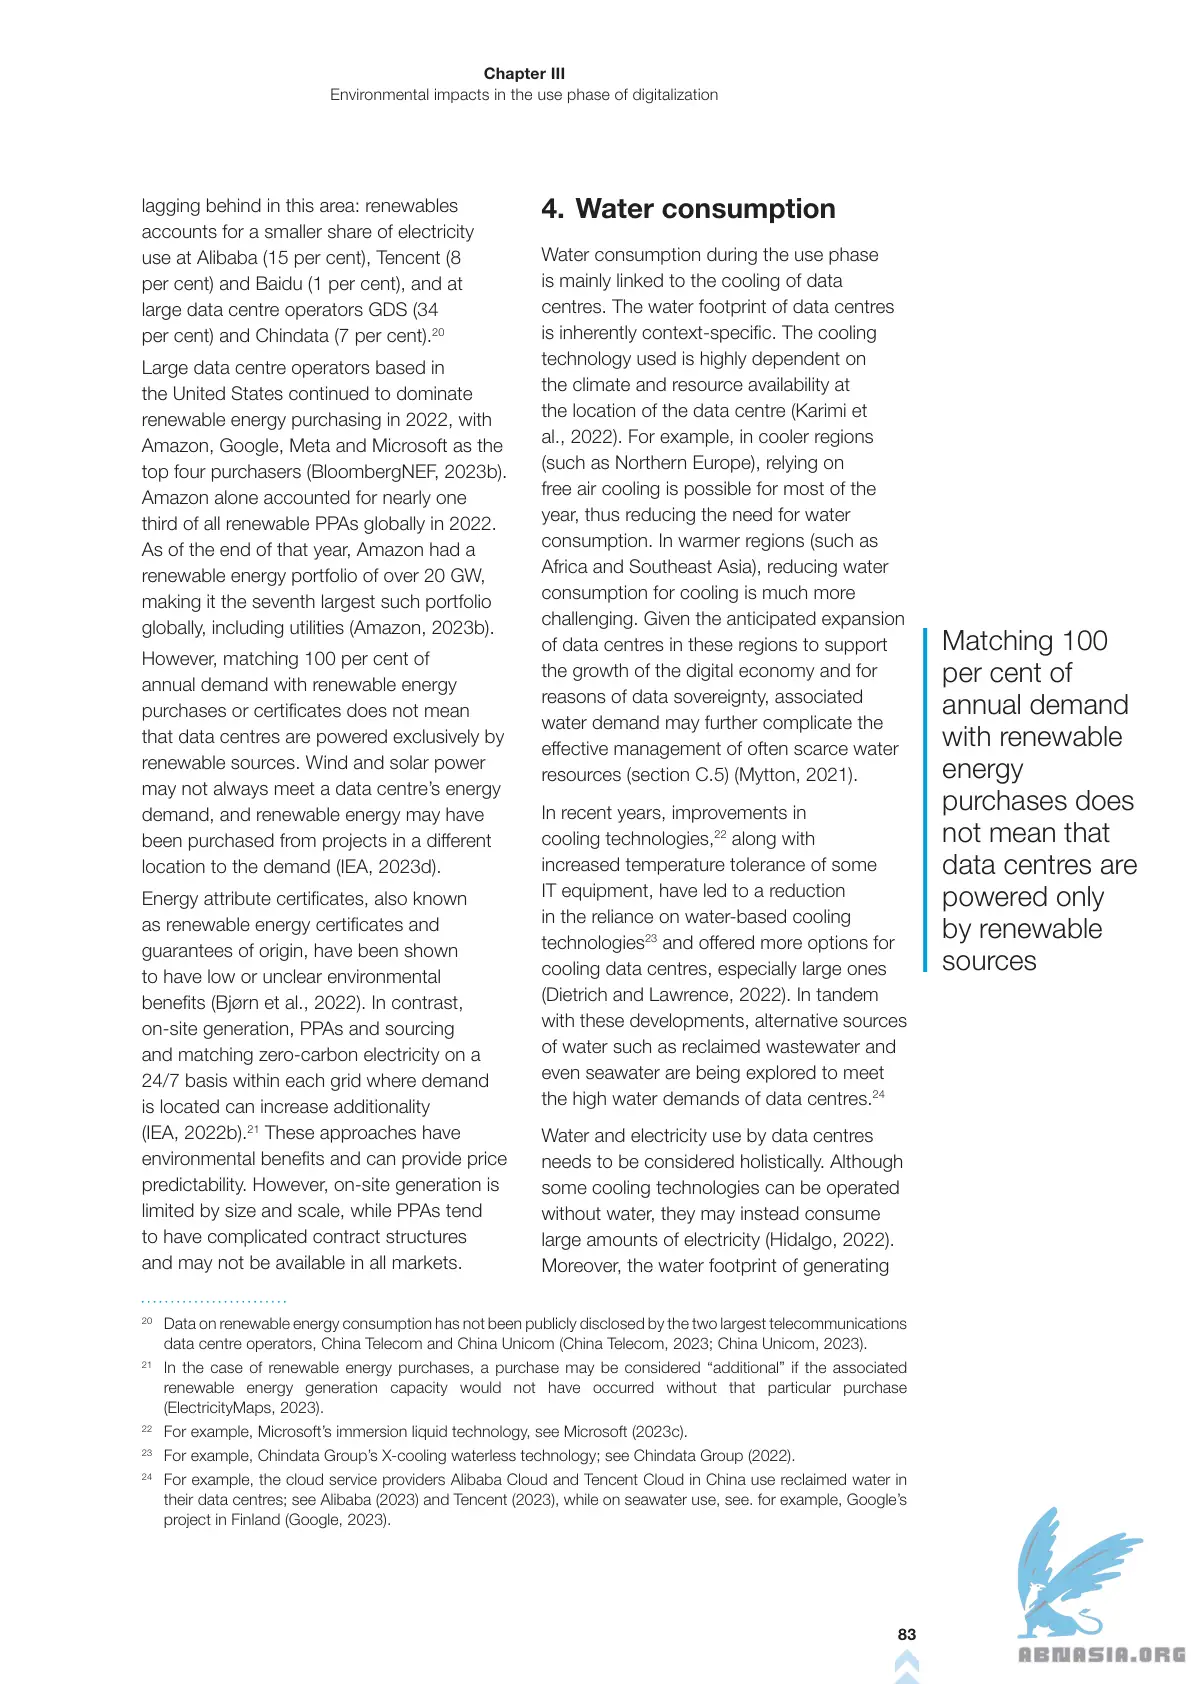 Chapter III
Environmental impacts in the use phase of digitalization
lagging behind in this area: renewables
accounts for a smaller share of electricity
use at Alibaba (15 per cent), Tencent (8
per cent) and Baidu (1 per cent), and at
large data centre operators GDS (34
per cent) and Chindata (7 per cent).20
Large data centre operators based in
the United States continued to dominate
renewable energy purchasing in 2022, with
Amazon, Google, Meta and Microsoft as the
top four purchasers (BloombergNEF, 2023b).
Amazon alone accounted for nearly one
third of all renewable PPAs globally in 2022.
As of the end of that year, Amazon had a
renewable energy portfolio of over 20 GW,
making it the seventh largest such portfolio
globally, including utilities (Amazon, 2023b).
However, matching 100 per cent of
annual demand with renewable energy
purchases or certificates does not mean
that data centres are powered exclusively by
renewable sources. Wind and solar power
may not always meet a data centre's energy
demand, and renewable energy may have
been purchased from projects in a different
location to the demand (IEA, 2023d).
Energy attribute certificates, also known
as renewable energy certificates and
guarantees of origin, have been shown
to have low or unclear environmental
benefits (Bjørn et al., 2022). In contrast,
on-site generation, PPAs and sourcing
and matching zero-carbon electricity on a
24/7 basis within each grid where demand
is located can increase additionality
(IEA, 2022b).21 These approaches have
environmental benefits and can provide price
predictability. However, on-site generation is
limited by size and scale, while PPAs tend
to have complicated contract structures
and may not be available in all markets.
4. Water consumption
Water consumption during the use phase
is mainly linked to the cooling of data
centres. The water footprint of data centres
is inherently context-specific. The cooling
technology used is highly dependent on
the climate and resource availability at
the location of the data centre (Karimi et
al., 2022). For example, in cooler regions
(such as Northern Europe), relying on
free air cooling is possible for most of the
year, thus reducing the need for water
consumption. In warmer regions (such as
Africa and Southeast Asia), reducing water
consumption for cooling is much more
challenging. Given the anticipated expansion
of data centres in these regions to support
the growth of the digital economy and for
reasons of data sovereignty, associated
water demand may further complicate the
effective management of often scarce water
resources (section C.5) (Mytton, 2021).
In recent years, improvements in
cooling technologies,22 along with
increased temperature tolerance of some
IT equipment, have led to a reduction
in the reliance on water-based cooling
technologies23 and offered more options for
cooling data centres, especially large ones
(Dietrich and Lawrence, 2022). In tandem
with these developments, alternative sources
of water such as reclaimed wastewater and
even seawater are being explored to meet
the high water demands of data centres.24
Water and electricity use by data centres
needs to be considered holistically. Although
some cooling technologies can be operated
without water, they may instead consume
large amounts of electricity (Hidalgo, 2022).
Moreover, the water footprint of generating
Matching 100
per cent of
annual demand
with renewable
energy
purchases does
not mean that
data centres are
powered only
by renewable
sources
20 Data on renewable energy consumption has not been publicly disclosed by the two largest telecommunications
data centre operators, China Telecom and China Unicom (China Telecom, 2023; China Unicom, 2023).
21 In the case of renewable energy purchases, a purchase may be considered “additional” if the associated
renewable energy generation capacity would not have occurred without that particular purchase
(ElectricityMaps, 2023).
22 For example, Microsoft's immersion liquid technology, see Microsoft (2023c).
23 For example, Chindata Group's X-cooling waterless technology; see Chindata Group (2022).
24 For example, the cloud service providers Alibaba Cloud and Tencent Cloud in China use reclaimed water in
their data centres; see Alibaba (2023) and Tencent (2023), while on seawater use, see. for example, Google's
project in Finland (Google, 2023).
83
ABNASIA.ORG